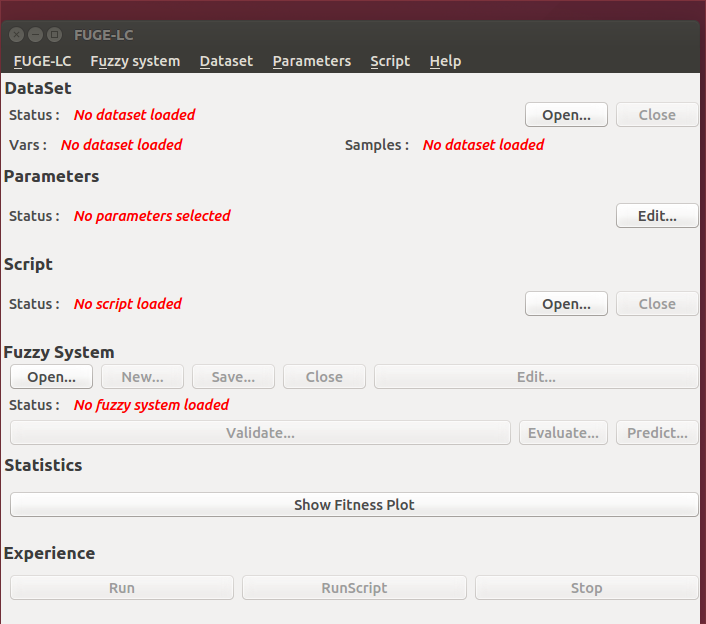 FUGE-LC
FUGE-LC Fuzzy system Dataset Parameters Script Help
DataSet
Status : No dataset loaded Open... Close
Vars : No dataset loaded Samples : No dataset loaded
Parameters
Status : No parameters selected Edit...
Script
Status : No script loaded Open... Close
Fuzzy System
Open... New... Save... Close Edit...
Status : No fuzzy system loaded
Validate... Evaluate... Predict...
Statistics
Show Fitness Plot
Experience
Run RunScript Stop